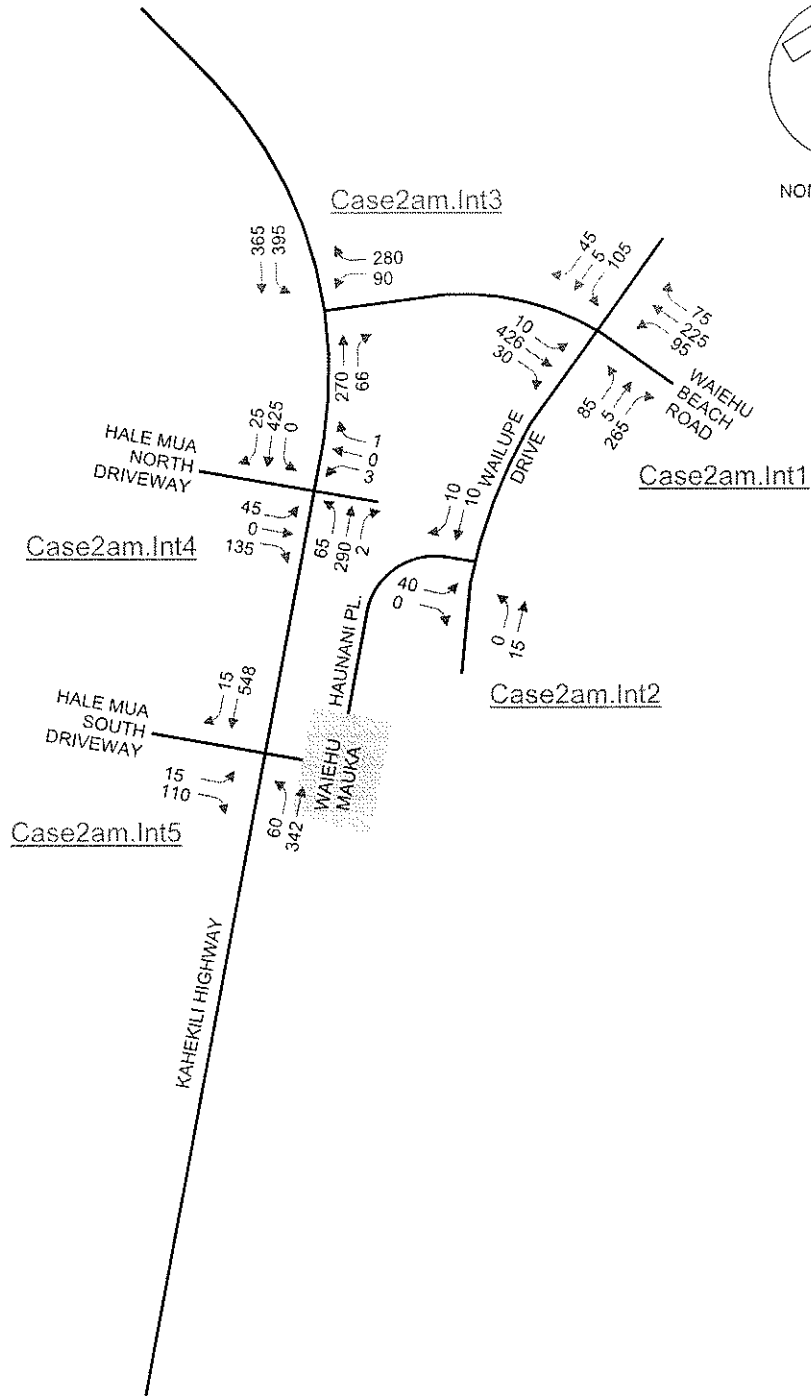 NO
Case2am.Int3
365
395
280
90
270
66
45
5
105
75
225
95
10
426
30
85
5
265
WAIEHU
BEACH
ROAD
WAILUPE
DRIVE
Case2am.Int1
25
425
0
HALE MUA
NORTH
DRIVEWAY
1
0
3
45
0
135
65
290
2
Case2am.Int4
10
10
40
0
0
15
HAUNANI PL.
Case2am.Int2
15
548
HALE MUA
SOUTH
DRIVEWAY
15
110
60
342
WAIEHU
MAUKA
Case2am.Int5
KAHEKILI HIGHWAY